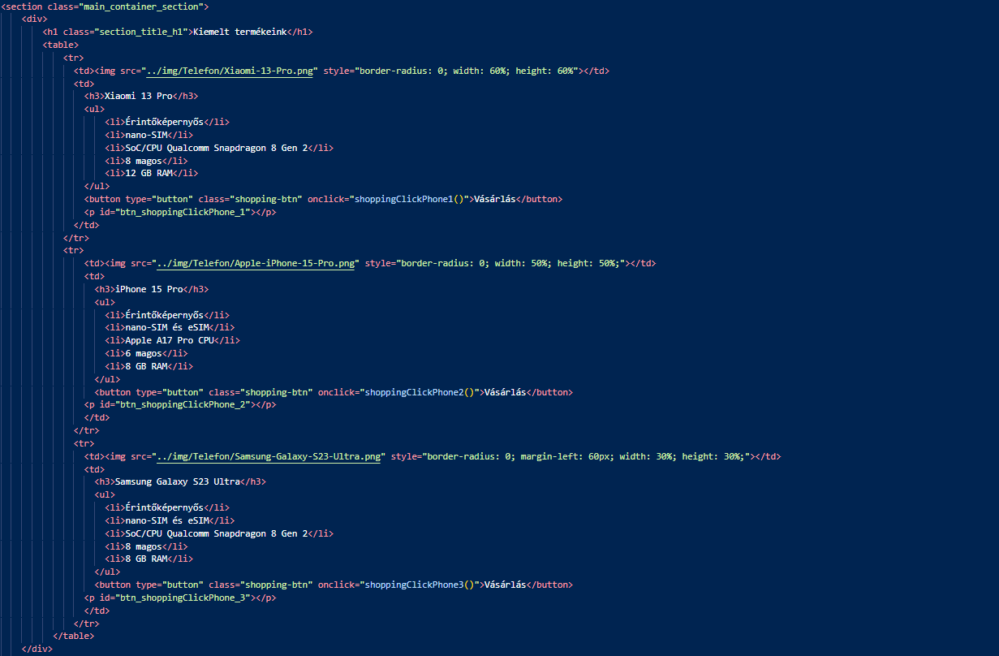 <section class="main_container_section">
<div>
<h1 class="section_title_h1">Kiemelt termékeink</h1>
<table>
<tr>
<td><img src="../img/Telefon/Xiaomi-13-Pro.png" style="border-radius: 0; width: 60%; height: 60%"></td>
<td>
<h3>Xiaomi 13 Pro</h3>
<ul>
<li>Érintőképernyős</li>
<li>nano-SIM</li>
<li>SoC/CPU Qualcomm Snapdragon 8 Gen 2</li>
<li>8 magos</li>
<li>12 GB RAM</li>
</ul>
<button type="button" class="shopping-btn" onclick="shoppingClickPhone1()">Vásárlás</button>
<p id="btn_shoppingClickPhone_1"></p>
</td>
</tr>
<tr>
<td><img src="../img/Telefon/Apple-iPhone-15-Pro.png" style="border-radius: 0; width: 50%; height: 50%;"></td>
<td>
<h3>iPhone 15 Pro</h3>
<ul>
<li>Érintőképernyős</li>
<li>nano-SIM és eSIM</li>
<li>Apple A17 Pro CPU</li>
<li>6 magos</li>
<li>8 GB RAM</li>
</ul>
<button type="button" class="shopping-btn" onclick="shoppingClickPhone2()">Vásárlás</button>
<p id="btn_shoppingClickPhone_2"></p>
</td>
</tr>
<tr>
<td><img src="../img/Telefon/Samsung-Galaxy-S23-Ultra.png" style="border-radius: 0; margin-left: 60px; width: 30%; height: 30%;"></td>
<td>
<h3>Samsung Galaxy S23 Ultra</h3>
<ul>
<li>Érintőképernyős</li>
<li>nano-SIM és eSIM</li>
<li>SoC/CPU Qualcomm Snapdragon 8 Gen 2</li>
<li>8 magos</li>
<li>8 GB RAM</li>
</ul>
<button type="button" class="shopping-btn" onclick="shoppingClickPhone3()">Vásárlás</button>
<p id="btn_shoppingClickPhone_3"></p>
</td>
</tr>
</table>
</div>